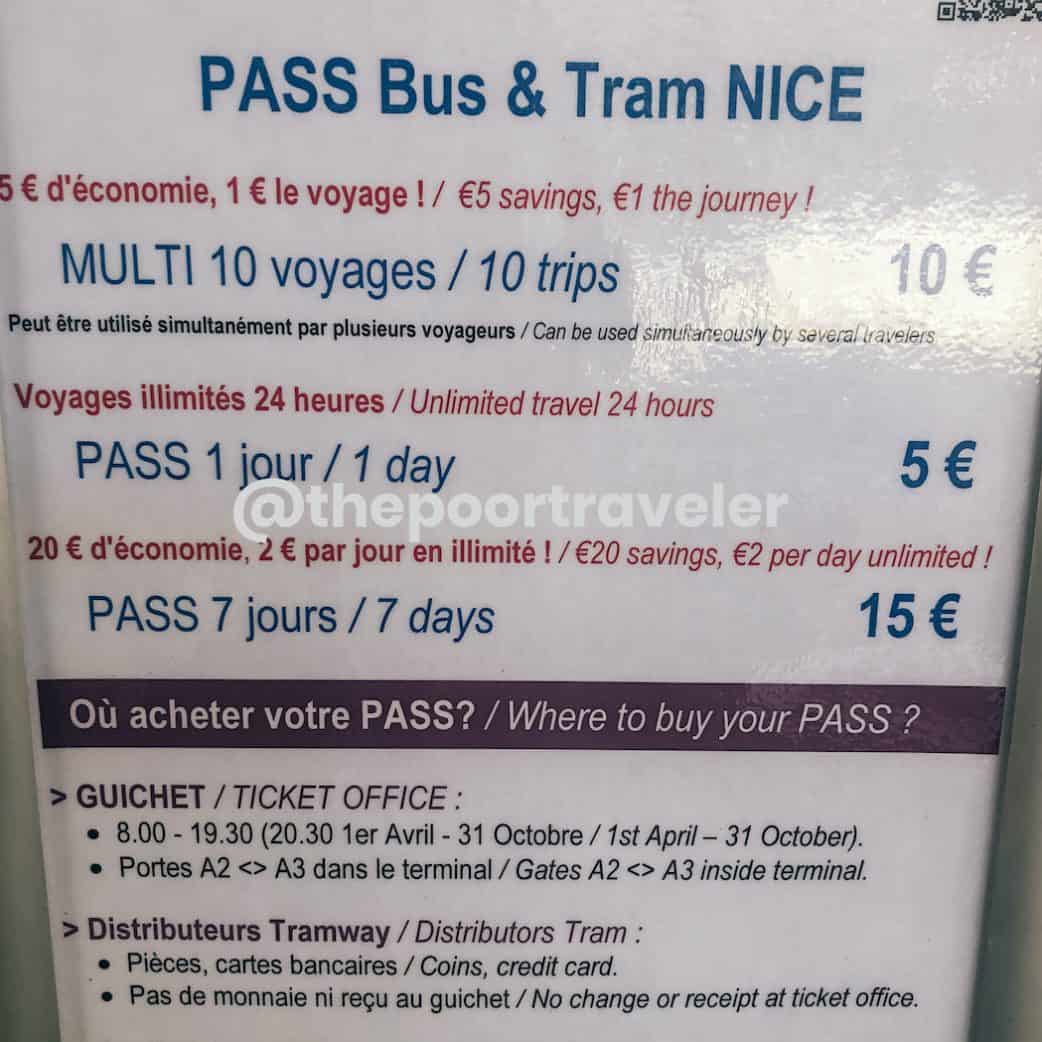 PASS Bus & Tram NICE
5 € d'économie, 1 € le voyage ! / €5 savings, €1 the journey !
MULTI 10 voyages / 10 trips 10 €
Peut être utilisé simultanément par plusieurs voyageurs / Can be used simultaneously by several travelers
Voyages illimités 24 heures / Unlimited travel 24 hours
PASS 1 jour / 1 day 5 €
@thepoortraveler
20 € d'économie, 2 € par jour en illimité ! / €20 savings, €2 per day unlimited !
PASS 7 jours / 7 days 15 €
Où acheter votre PASS? / Where to buy your PASS ?
> GUICHET / TICKET OFFICE :
• 8.00 - 19.30 (20.30 1er Avril - 31 Octobre / 1st April – 31 October).
• Portes A2 <> A3 dans le terminal / Gates A2 <> A3 inside terminal.
> Distributeurs Tramway / Distributors Tram :
• Pièces, cartes bancaires / Coins, credit card.
• Pas de monnaie ni reçu au guichet / No change or receipt at ticket office.